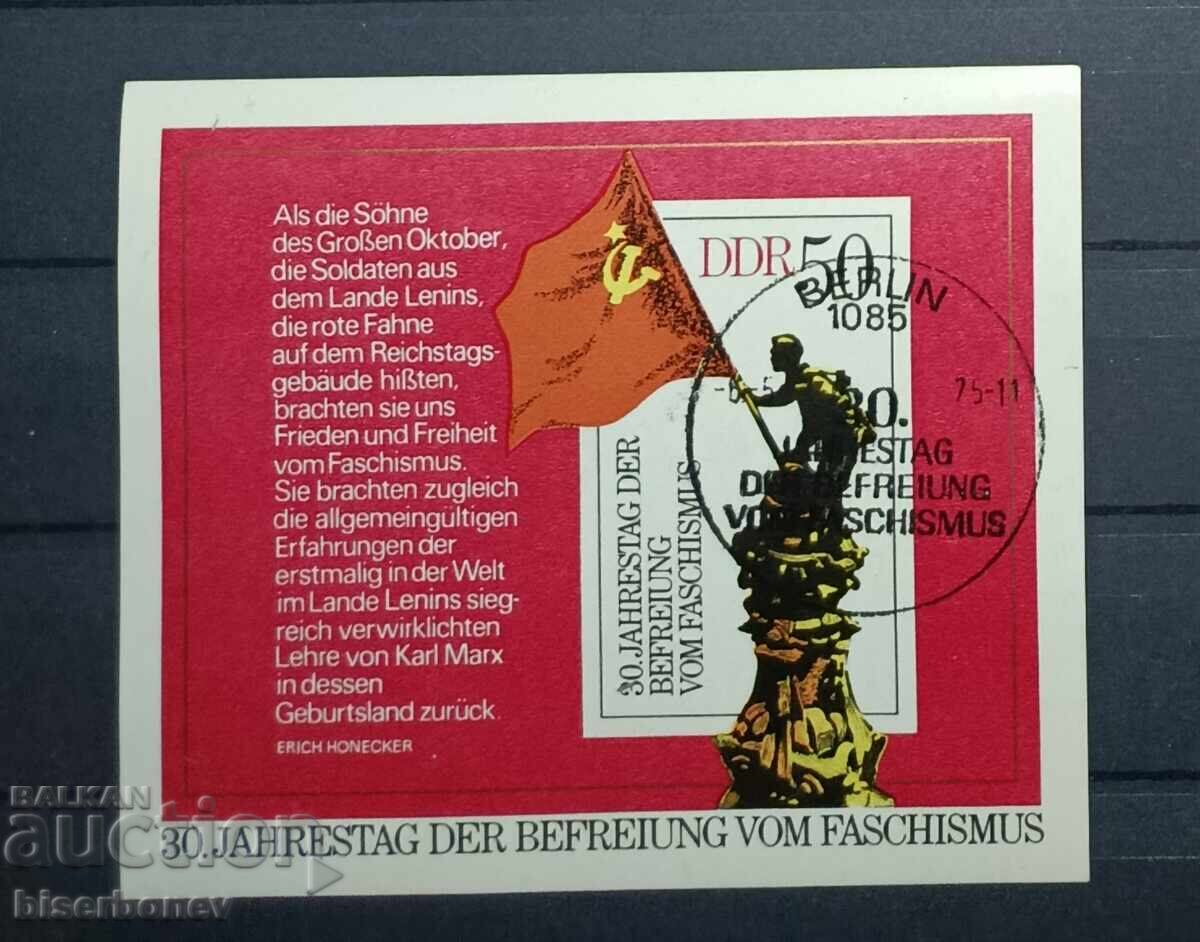 Als die Söhne
des Großen Oktober,
die Soldaten aus
dem Lande Lenins,
die rote Fahne
auf dem Reichstags-
gebäude hißten,
brachten sie uns
Frieden und Freiheit
vom Faschismus.
Sie brachten zugleich
die allgemeingültigen
Erfahrungen der
erstmalig in der Welt
im Lande Lenins sieg-
reich verwirklichten
Lehre von Karl Marx
in dessen
Geburtsland zurück.
ERICH HONECKER
DDR 50
30. JAHRESTAG DER
BEFREIUNG
VOM FASCHISMUS
BERLIN
1085
-6.-5 75-11
30.
JAHRESTAG
DER BEFREIUNG
VOM FASCHISMUS
30. JAHRESTAG DER BEFREIUNG VOM FASCHISMUS
BALKAN
auction
biserbonev